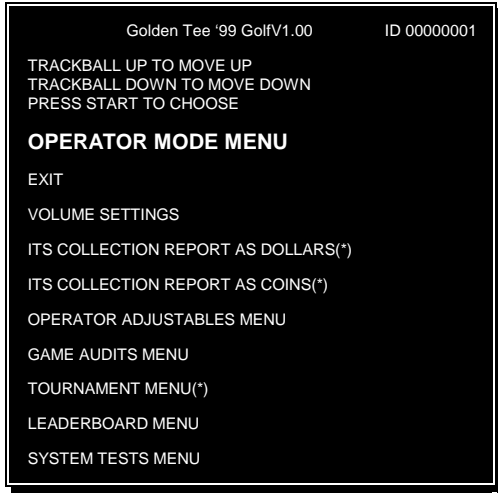 Golden Tee ‘99 GolfV1.00 ID 00000001
TRACKBALL UP TO MOVE UP
TRACKBALL DOWN TO MOVE DOWN
PRESS START TO CHOOSE
OPERATOR MODE MENU
EXIT
VOLUME SETTINGS
ITS COLLECTION REPORT AS DOLLARS(*)
ITS COLLECTION REPORT AS COINS(*)
OPERATOR ADJUSTABLES MENU
GAME AUDITS MENU
TOURNAMENT MENU(*)
LEADERBOARD MENU
SYSTEM TESTS MENU